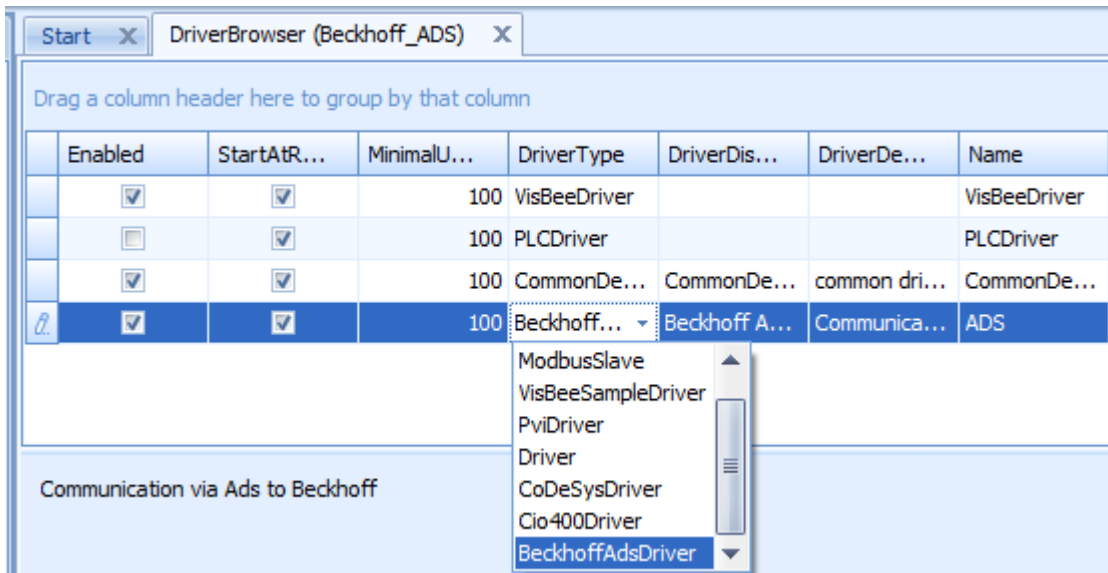 Start DriverBrowser (Beckhoff_ADS)
Drag a column header here to group by that column
Enabled StartAtR... MinimalU... DriverType DriverDis... DriverDe... Name
100 VisBeeDriver VisBeeDriver
100 PLCDriver PLCDriver
100 CommonDe... CommonDe... common dri... CommonDe...
100 Beckhoff... Beckhoff A... Communica... ADS
ModbusSlave
VisBeeSampleDriver
PviDriver
Driver
CoDeSysDriver
Cio400Driver
BeckhoffAdsDriver
Communication via Ads to Beckhoff